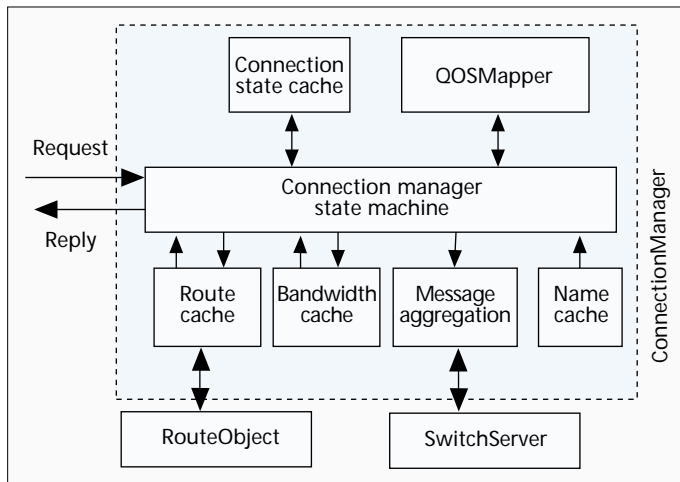 Connection
state cache
QOSMapper
Request
Connection manager
state machine
Reply
Route
cache
Bandwidth
cache
Message
aggregation
Name
cache
ConnectionManager
RouteObject
SwitchServer